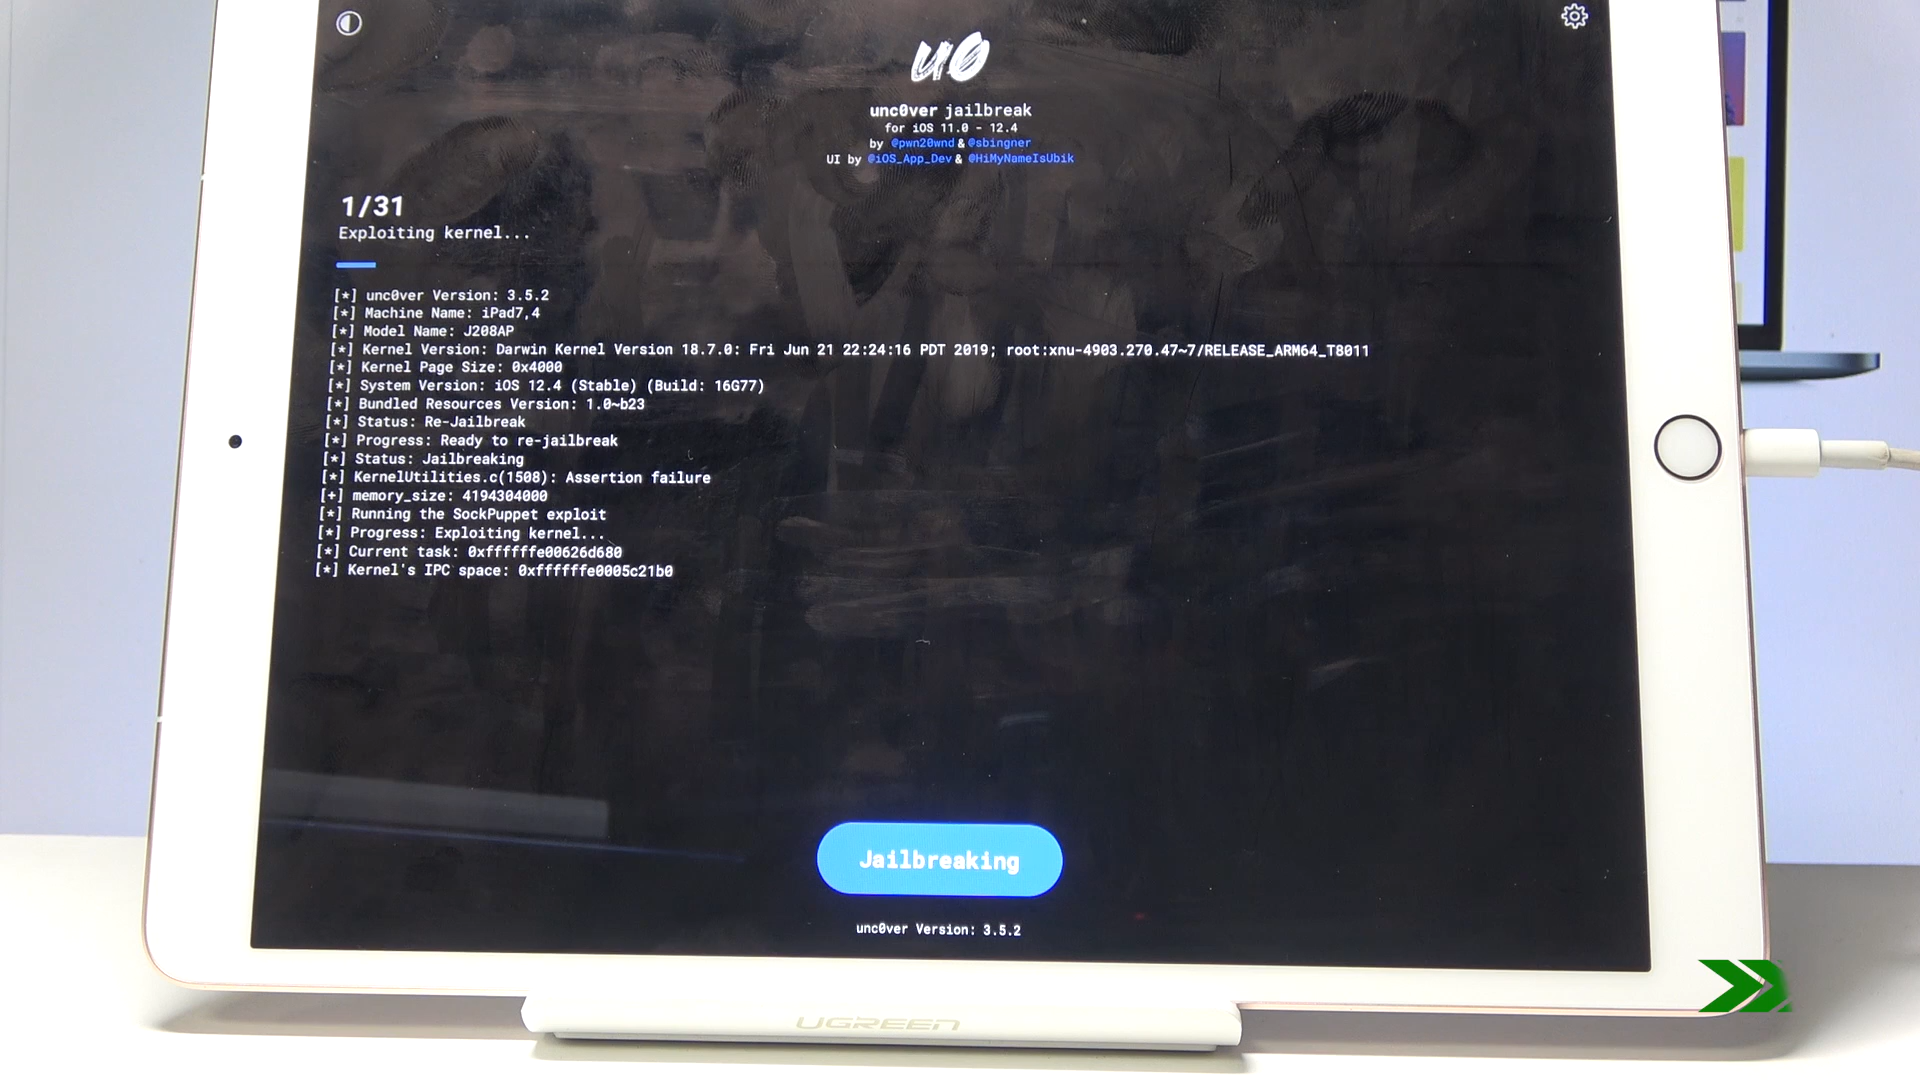 u0
unc0ver jailbreak
for iOS 11.0 - 12.4
by @pwn20wnd & @sbingner
UI by @iOS_App_Dev & @HiMyNameIsUbik
1/31
Exploiting kernel...
[*] unc0ver Version: 3.5.2
[*] Machine Name: iPad7,4
[*] Model Name: J208AP
[*] Kernel Version: Darwin Kernel Version 18.7.0: Fri Jun 21 22:24:16 PDT 2019; root:xnu-4903.270.47~7/RELEASE_ARM64_T8011
[*] Kernel Page Size: 0x4000
[*] System Version: iOS 12.4 (Stable) (Build: 16G77)
[*] Bundled Resources Version: 1.0~b23
[*] Status: Re-Jailbreak
[*] Progress: Ready to re-jailbreak
[*] Status: Jailbreaking
[*] KernelUtilities.c(1508): Assertion failure
[+] memory_size: 4194304000
[*] Running the SockPuppet exploit
[*] Progress: Exploiting kernel...
[*] Current task: 0xffffffe00626d680
[*] Kernel's IPC space: 0xffffffe0005c21b0
Jailbreaking
unc0ver Version: 3.5.2
UGREEN